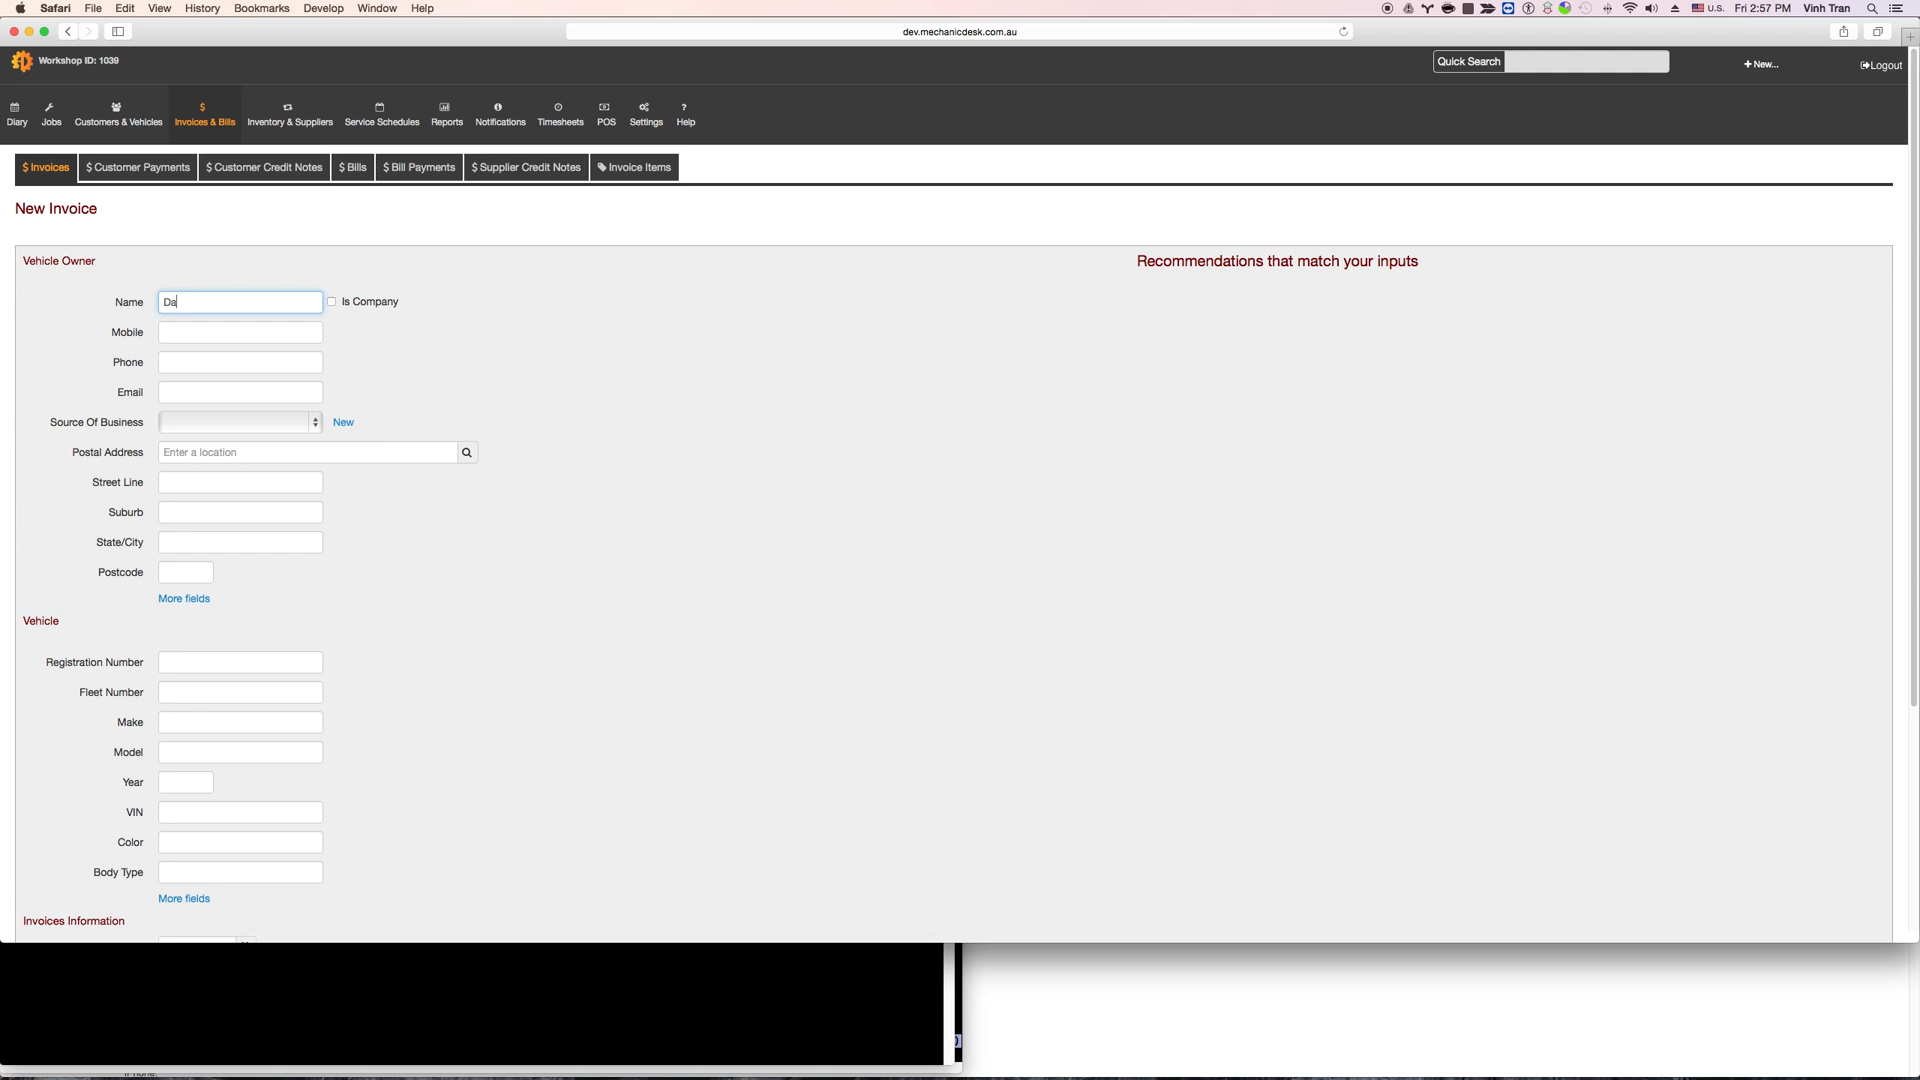 Safari File Edit View History Bookmarks Develop Window Help U.S. Fri 2:57 PM Vinh Tran
dev.mechanicdesk.com.au
Workshop ID: 1039 Quick Search New... Logout
Diary Jobs Customers & Vehicles $ Invoices & Bills Inventory & Suppliers Service Schedules Reports Notifications Timesheets POS Settings ? Help
$ Invoices $ Customer Payments $ Customer Credit Notes $ Bills $ Bill Payments $ Supplier Credit Notes Invoice Items
New Invoice
Vehicle Owner Recommendations that match your inputs
Name Da Is Company
Mobile
Phone
Email
Source Of Business New
Postal Address Enter a location
Street Line
Suburb
State/City
Postcode
More fields
Vehicle
Registration Number
Fleet Number
Make
Model
Year
VIN
Color
Body Type
More fields
Invoices Information